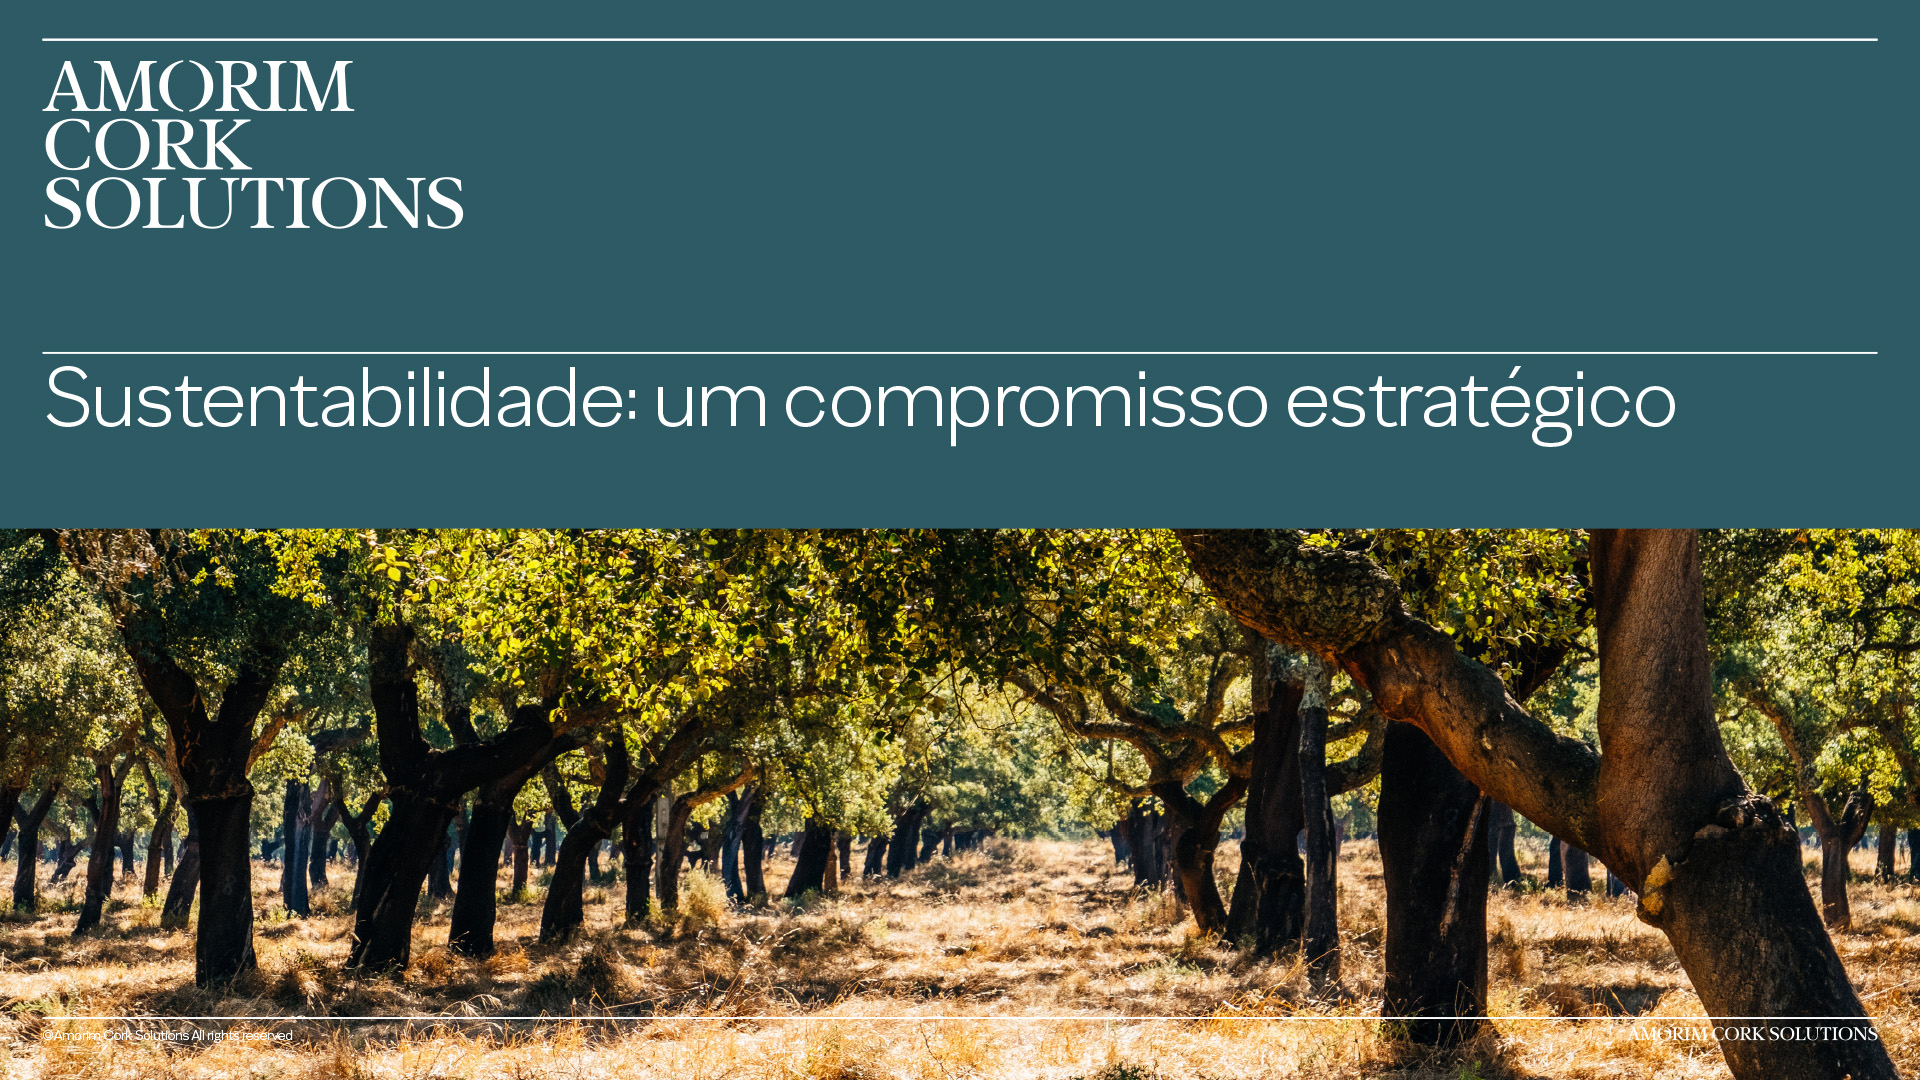 AMORIM
CORK
SOLUTIONS
Sustentabilidade: um compromisso estratégico
©Amorim Cork Solutions All rights reserved
AMORIM CORK SOLUTIONS